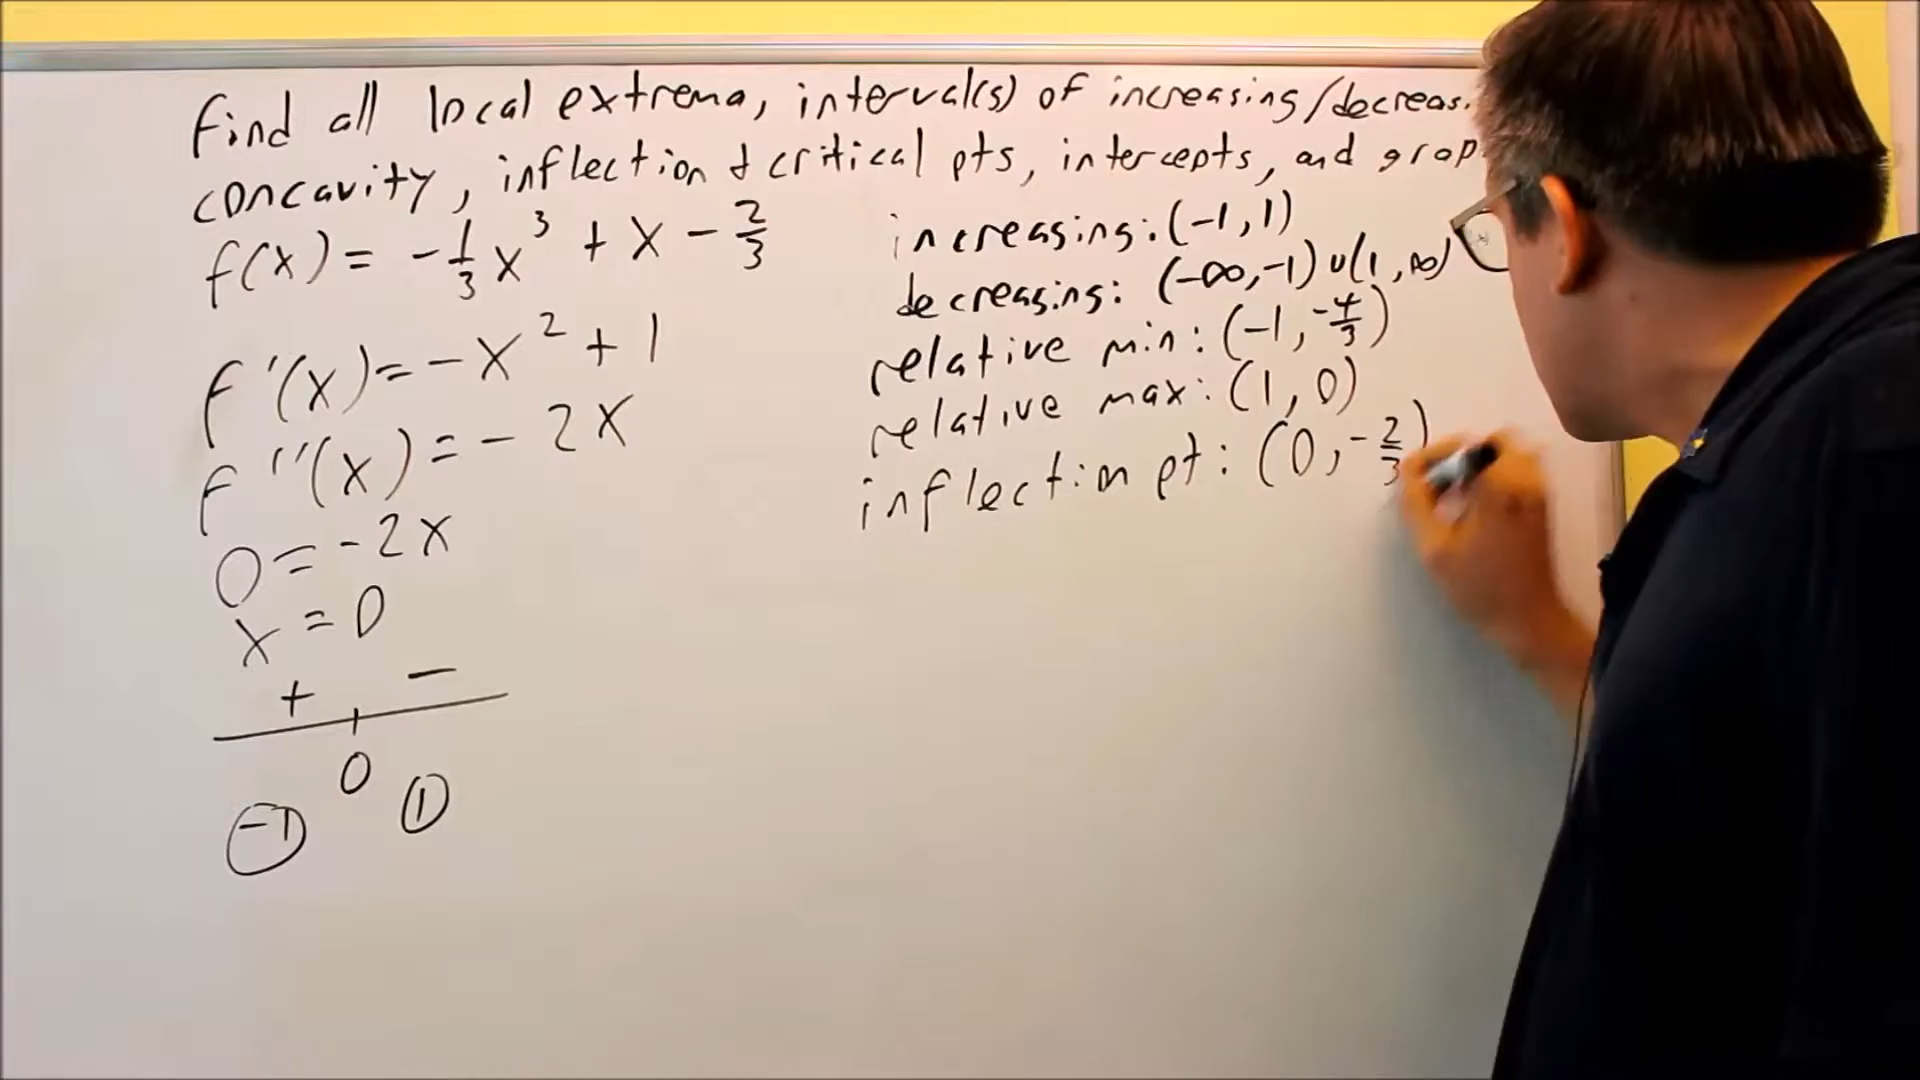 Find all local extrema, interval(s) of increasing/decreas
concavity, inflection + critical pts, intercepts, and grap
f(x) = -1/3 x³ + x - 2/3
f'(x) = -x² + 1
f''(x) = - 2x
0 = -2x
x = 0
+ -
0
-1 1
increasing: (-1, 1)
decreasing: (-∞, -1) ∪ (1, ∞)
relative min: (-1, -4/3)
relative max: (1, 0)
inflection pt: (0, -2/3)